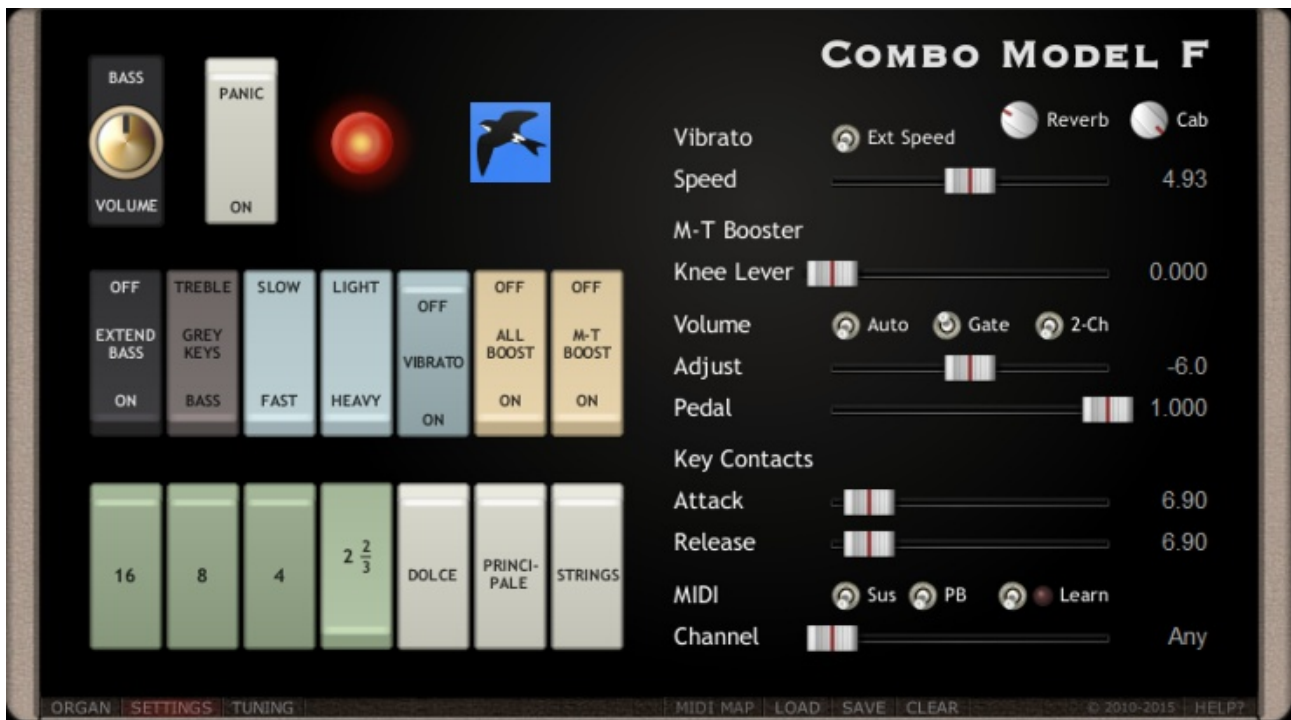 COMBO MODEL F
BASS
VOLUME
PANIC
ON
Reverb
Cab
Vibrato
Ext Speed
Speed
4.93
M-T Booster
Knee Lever
0.000
Volume
Auto
Gate
2-Ch
Adjust
-6.0
Pedal
1.000
Key Contacts
Attack
6.90
Release
6.90
MIDI
Sus
PB
Learn
Channel
Any
OFF
EXTEND
BASS
ON
TREBLE
GREY
KEYS
BASS
SLOW
FAST
LIGHT
HEAVY
OFF
VIBRATO
ON
OFF
ALL
BOOST
ON
OFF
M-T
BOOST
ON
16
8
4
2 2/3
DOLCE
PRINCI-
PALE
STRINGS
ORGAN SETTINGS TUNING
MIDI MAP LOAD SAVE CLEAR
© 2010-2015 HELP?